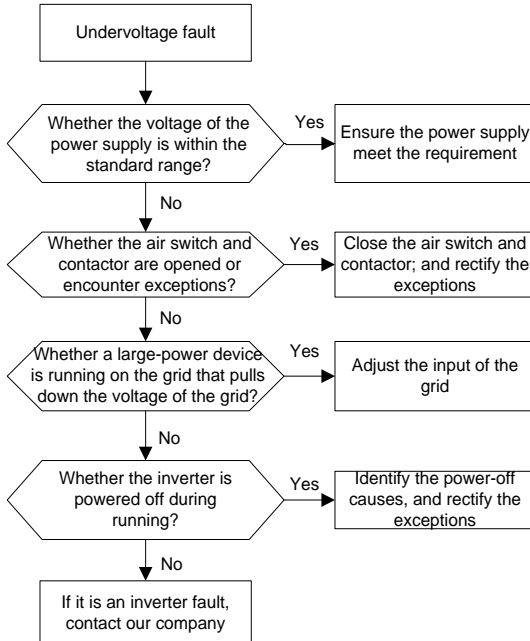 Undervoltage fault
Whether the voltage of the
power supply is within the
standard range?
Yes
Ensure the power supply
meet the requirement
No
Whether the air switch and
contactor are opened or
encounter exceptions?
Yes
Close the air switch and
contactor; and rectify the
exceptions
No
Whether a large-power device
is running on the grid that pulls
down the voltage of the grid?
Yes
Adjust the input of the
grid
No
Whether the inverter is
powered off during
running?
Yes
Identify the power-off
causes, and rectify the
exceptions
No
If it is an inverter fault,
contact our company